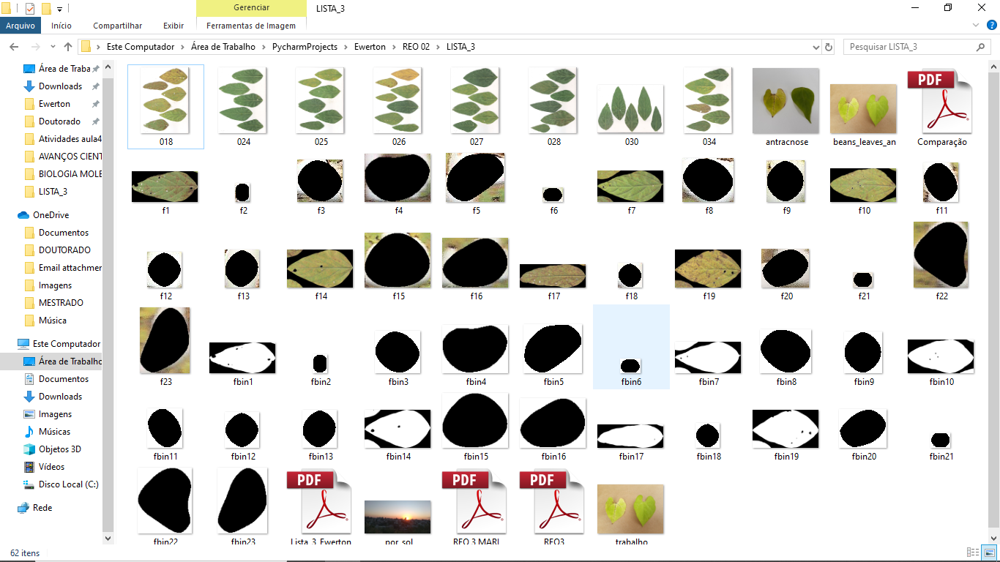 Gerenciar
LISTA_3
Arquivo
Início
Compartilhar
Exibir
Ferramentas de Imagem
Este Computador
Área de Trabalho
PycharmProjects
Ewerton
REO 02
LISTA_3
Pesquisar LISTA_3
Área de Traba
Downloads
Ewerton
Doutorado
Atividades aula4
AVANÇOS CIENT
BIOLOGIA MOLE
LISTA_3
OneDrive
Documentos
DOUTORADO
Email attachmer
Imagens
MESTRADO
Música
Este Computador
Área de Trabalho
Documentos
Downloads
Imagens
Músicas
Objetos 3D
Vídeos
Disco Local (C:)
Rede
018 024 025 026 027 028 030 034 antracnose beans_leaves_an PDF Comparação
f1 f2 f3 f4 f5 f6 f7 f8 f9 f10 f11
f12 f13 f14 f15 f16 f17 f18 f19 f20 f21 f22
f23 fbin1 fbin2 fbin3 fbin4 fbin5 fbin6 fbin7 fbin8 fbin9 fbin10
fbin11 fbin12 fbin13 fbin14 fbin15 fbin16 fbin17 fbin18 fbin19 fbin20 fbin21
PDF PDF PDF
fbin22 fbin23 Lista_3_Ewerton por_sol REO 3 MARI REO3 trabalho
62 itens